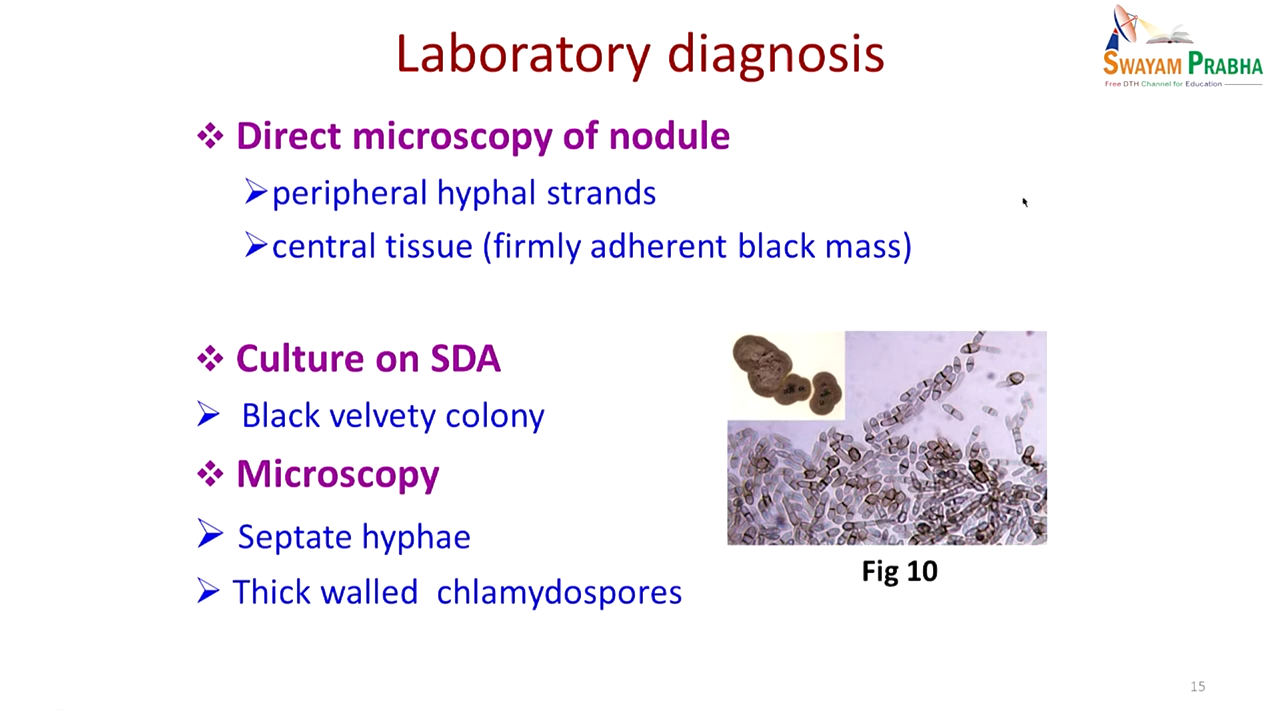 Laboratory diagnosis
SWAYAM PRABHA
Free DTH Channel for Education
❖ Direct microscopy of nodule
➢peripheral hyphal strands
➢central tissue (firmly adherent black mass)
❖ Culture on SDA
➢ Black velvety colony
❖ Microscopy
➢ Septate hyphae
➢ Thick walled  chlamydospores
Fig 10
15